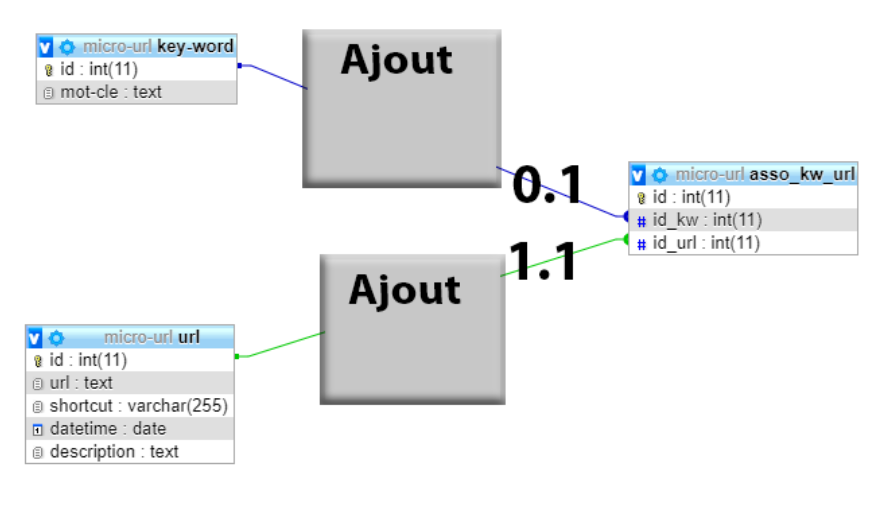 micro-url key-word
id : int(11)
mot-cle : text
Ajout
0.1
micro-url asso_kw_url
id : int(11)
id_kw : int(11)
id_url : int(11)
1.1
Ajout
micro-url url
id : int(11)
url : text
shortcut : varchar(255)
datetime : date
description : text